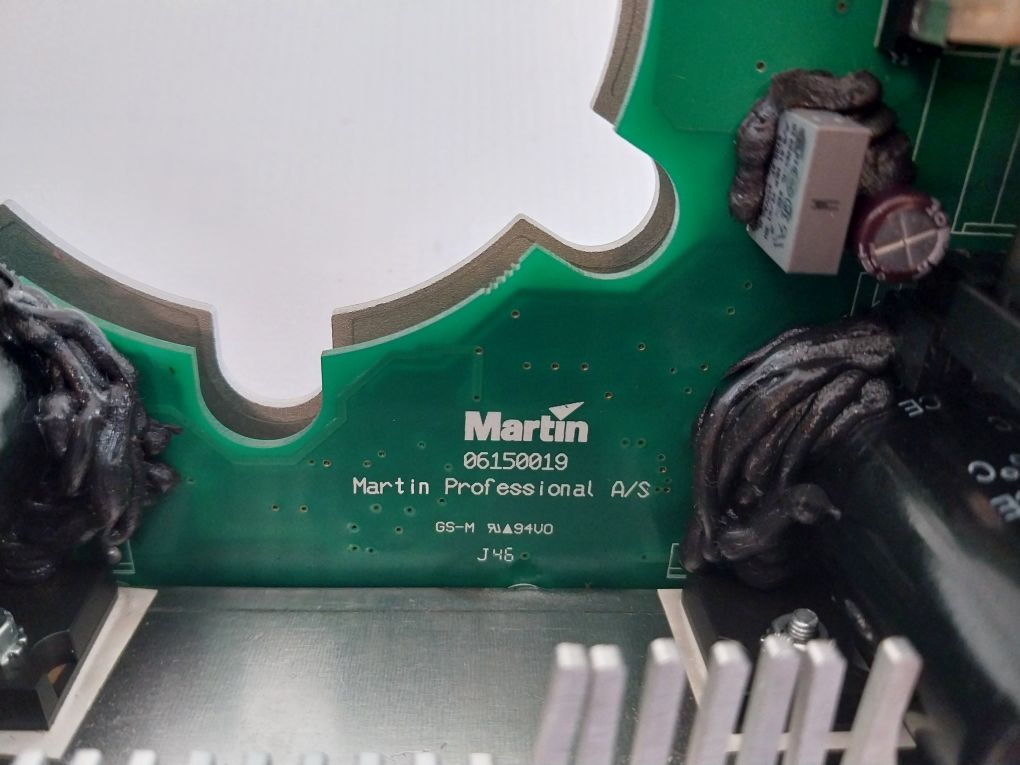 Martin
06150019
Martin Professional A/S
GS-M 94V0
J46